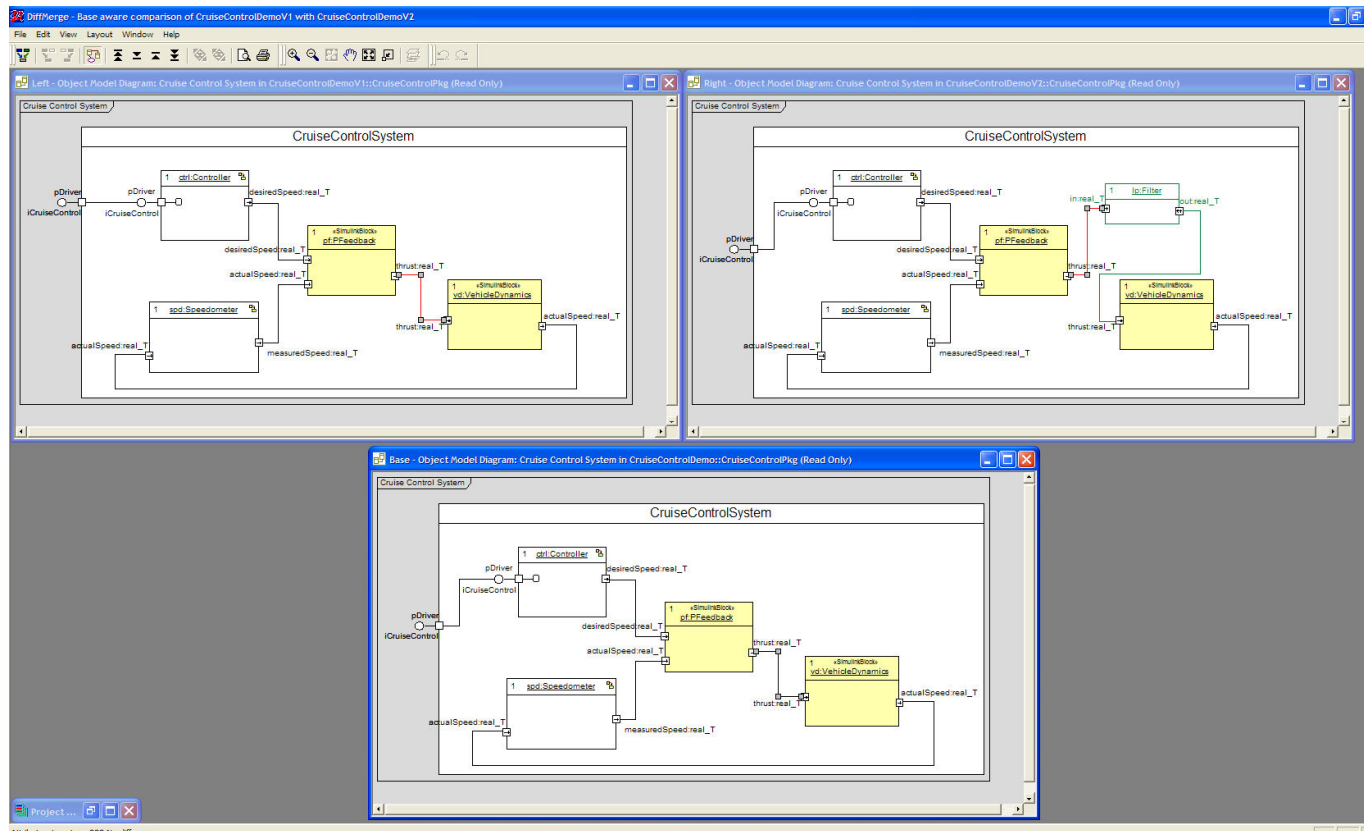 DiffMerge - Base aware comparison of CruiseControlDemoV1 with CruiseControlDemoV2
File Edit View Layout Window Help
Left - Object Model Diagram: Cruise Control System in CruiseControlDemoV1::CruiseControlPkg (Read Only)
Cruise Control System
CruiseControlSystem
1 ctrl:Controller
pDriver
pDriver
desiredSpeed:real_T
iCruiseControl
iCruiseControl
1 «SimulinkBlock»
pf:PFeedback
desiredSpeed:real_T
thrust:real_T
actualSpeed:real_T
1 «SimulinkBlock»
vd:VehicleDynamics
1 spd:Speedometer
actualSpeed:real_T
thrust:real_T
actualSpeed:real_T
measuredSpeed:real_T
Right - Object Model Diagram: Cruise Control System in CruiseControlDemoV2::CruiseControlPkg (Read Only)
Cruise Control System
CruiseControlSystem
1 ctrl:Controller
pDriver
desiredSpeed:real_T
1 lp:Filter
in:real_T
out:real_T
iCruiseControl
1 «SimulinkBlock»
pf:PFeedback
pDriver
desiredSpeed:real_T
iCruiseControl
thrust:real_T
actualSpeed:real_T
1 «SimulinkBlock»
vd:VehicleDynamics
1 spd:Speedometer
actualSpeed:real_T
thrust:real_T
actualSpeed:real_T
measuredSpeed:real_T
Base - Object Model Diagram: Cruise Control System in CruiseControlDemo::CruiseControlPkg (Read Only)
Cruise Control System
CruiseControlSystem
1 ctrl:Controller
pDriver
desiredSpeed:real_T
iCruiseControl
1 «SimulinkBlock»
pf:PFeedback
pDriver
desiredSpeed:real_T
iCruiseControl
thrust:real_T
actualSpeed:real_T
1 «SimulinkBlock»
vd:VehicleDynamics
1 spd:Speedometer
actualSpeed:real_T
thrust:real_T
actualSpeed:real_T
measuredSpeed:real_T
Project ...